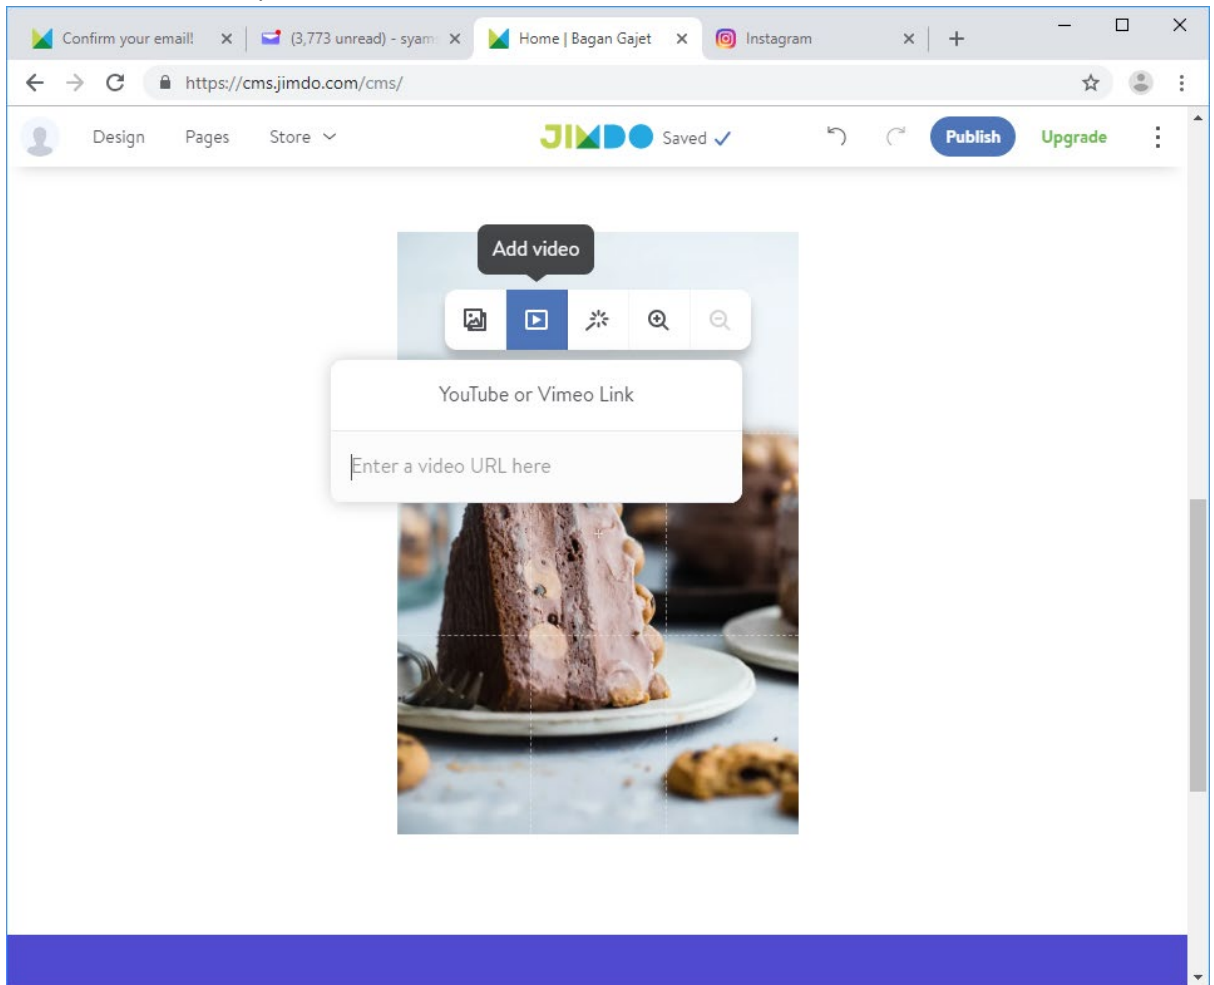 Confirm your email!
(3,773 unread) - syam
Home | Bagan Gajet
Instagram
https://cms.jimdo.com/cms/
Design
Pages
Store
JIMDO
Saved
Publish
Upgrade
Add video
YouTube or Vimeo Link
Enter a video URL here